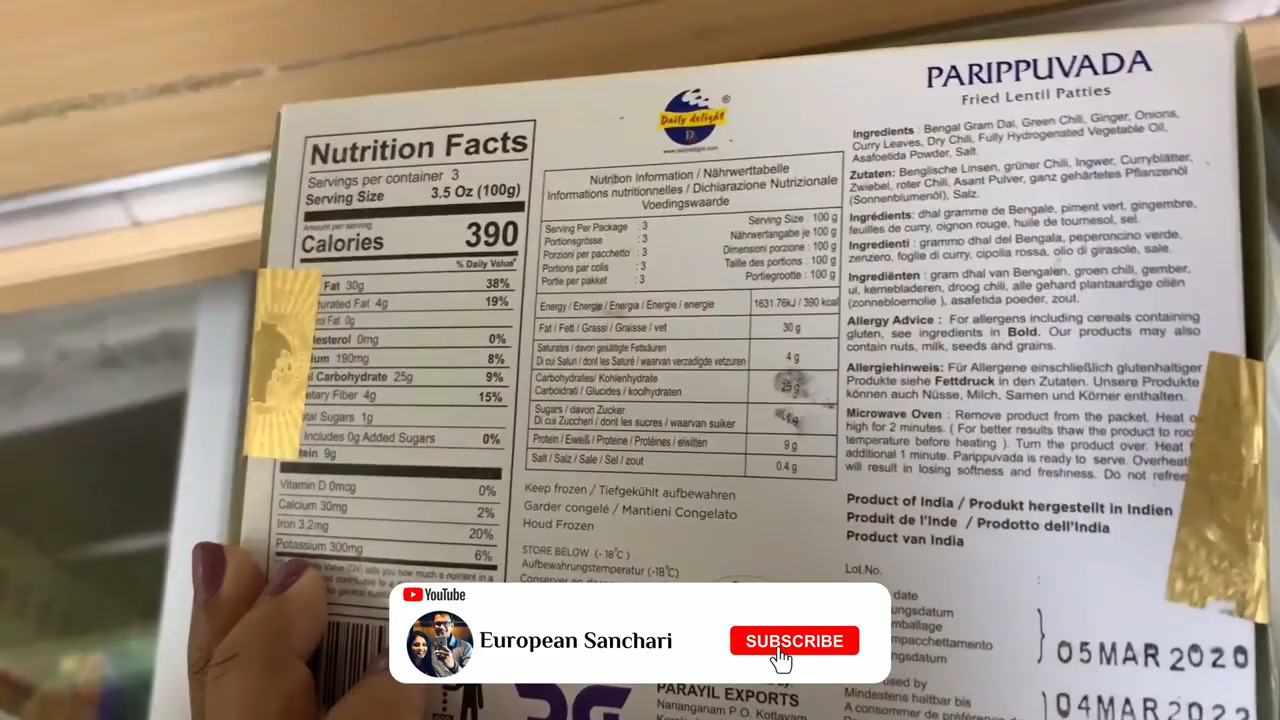 Nutrition Facts
Servings per container 3
Serving Size 3.5 Oz (100g)
Amount per serving
Calories 390
% Daily Value*
Fat 30g 38%
Fat 4g 19%
Fat 0g
0mg 0%
190mg 8%
Carbohydrate 25g 9%
Fiber 4g 15%
Sugars 1g
Includes 0g Added Sugars 0%
9g
Vitamin D 0mcg 0%
Calcium 30mg 2%
Iron 3.2mg 20%
Potassium 300mg 6%
Daily delight
D
www.dailydelight.com
Nutrition Information / Nährwerttabelle
Informations nutritionnelles / Dichiarazione Nutrizionale
Voedingswaarde
Serving Per Package : 3 Serving Size : 100 g
Portionsgrösse : 3 Nährwertangabe je 100 g
Porzioni per pacchetto : 3 Dimensioni porzione : 100 g
Portions par colis : 3 Taille des portions : 100 g
Portie per pakket : 3 Portiegrootte : 100 g
Energy / Energie / Energia / Energie / energie 1631.76kJ / 390 kcal
Fat / Fett / Grassi / Graisse / vet 30 g
Saturates / davon gesättigte Fettsäuren
Di cui Saturi / dont les Saturé / waarvan verzadigde vetzuren 4 g
Carbohydrates/ Kohlenhydrate
Carboidrati / Glucides / koolhydraten 25 g
Sugars / davon Zucker
Di cui Zuccheri / dont les sucres / waarvan suiker
Protein / Eiweiß / Proteine / Protéines / eiwitten 9 g
Salt / Salz / Sale / Sel / zout 0.4 g
Keep frozen / Tiefgekühlt aufbewahren
Garder congelé / Mantieni Congelato
Houd Frozen
STORE BELOW (- 18°C )
Aufbewahrungstemperatur (-18°C)
PARIPPUVADA
Fried Lentil Patties
Ingredients : Bengal Gram Dal, Green Chili, Ginger, Onions,
Curry Leaves, Dry Chili, Fully Hydrogenated Vegetable Oil,
Asafoetida Powder, Salt.
Zutaten: Benglische Linsen, grüner Chili, Ingwer, Curryblätter,
Zwiebel, roter Chili, Asant Pulver, ganz gehärtetes Pflanzenöl
(Sonnenblumenöl), Salz.
Ingrédients: dhal gramme de Bengale, piment vert, gingembre,
feuilles de curry, oignon rouge, huile de tournesol, sel.
Ingredienti : grammo dhal del Bengala, peperoncino verde,
zenzero, foglie di curry, cipolla rossa, olio di girasole, sale.
Ingrediënten : gram dhal van Bengalen, groen chili, gember,
ui, kernebladeren, droog chili, alle gehard plantaardige oliën
(zonnebloemolie ), asafetida poeder, zout.
Allergy Advice : For allergens including cereals containing
gluten, see ingredients in Bold. Our products may also
contain nuts, milk, seeds and grains.
Allergiehinweis: Für Allergene einschließlich glutenhaltiger
Produkte siehe Fettdruck in den Zutaten. Unsere Produkte
können auch Nüsse, Milch, Samen und Körner enthalten.
Microwave Oven : Remove product from the packet. Heat
high for 2 minutes. ( For better results thaw the product to
temperature before heating ). Turn the product over. Heat
additional 1 minute. Parippuvada is ready to serve.
will result in losing softness and freshness. Do not
Product of India / Produkt hergestellt in Indien
Produit de l'Inde / Prodotto dell'India
Product van India
Lot.No.
date
05MAR2020
Mindestens haltbar bis
A consommer de
YouTube
European Sanchari
SUBSCRIBE
PARAYIL EXPORTS
Nananganam P.O. Kottayam